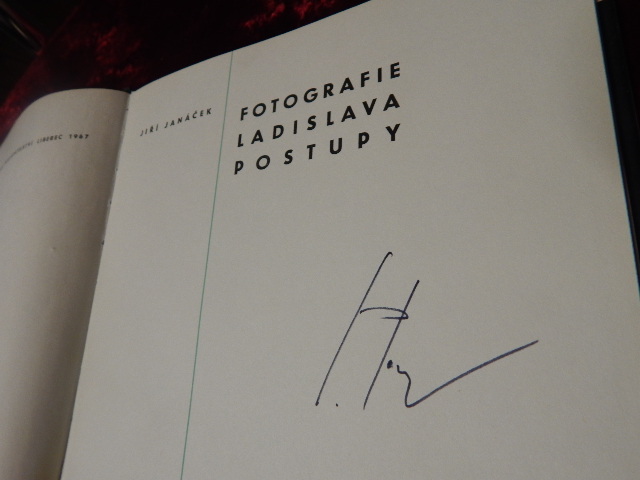 LIBEREC 1967
JIŘÍ JANÁČEK
FOTOGRAFIE
LADISLAVA
POSTUPY